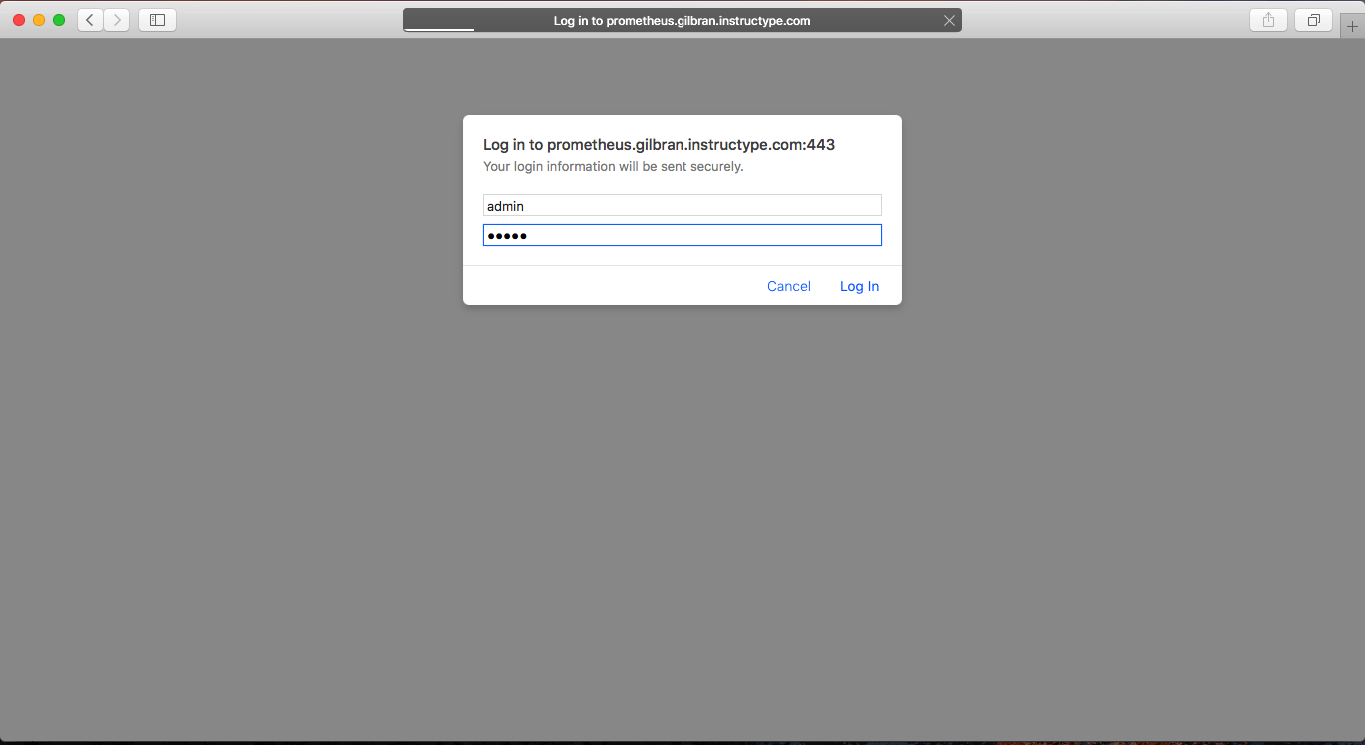 Log in to prometheus.gilbran.instructype.com
Log in to prometheus.gilbran.instructype.com:443
Your login information will be sent securely.
admin
●●●●●
Cancel Log In